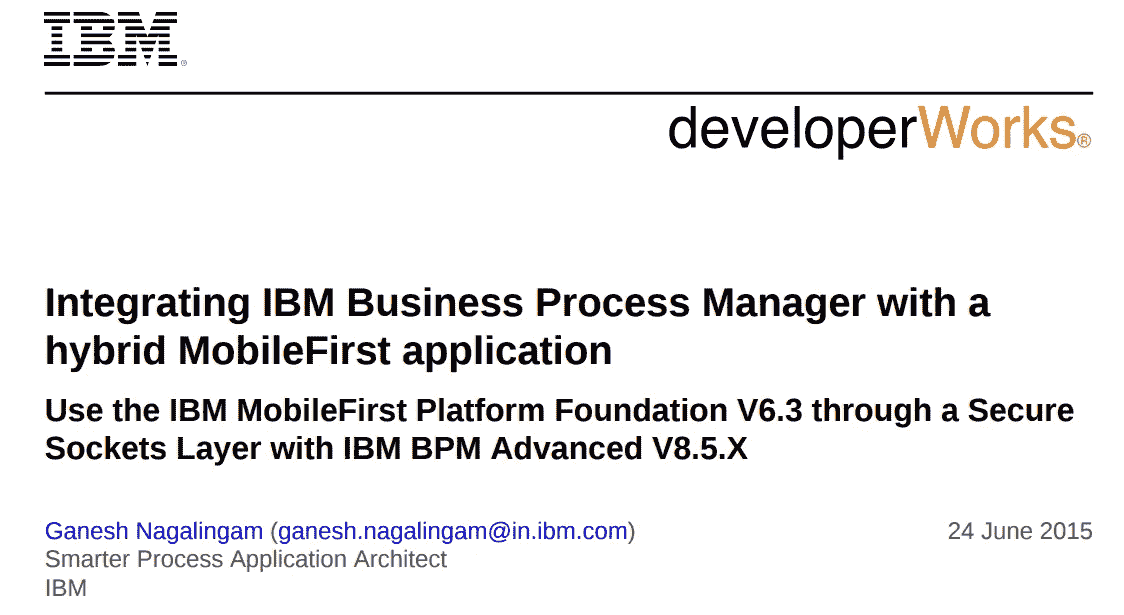 IBM®
developerWorks®
Integrating IBM Business Process Manager with a
hybrid MobileFirst application
Use the IBM MobileFirst Platform Foundation V6.3 through a Secure
Sockets Layer with IBM BPM Advanced V8.5.X
Ganesh Nagalingam (ganesh.nagalingam@in.ibm.com) 24 June 2015
Smarter Process Application Architect
IBM